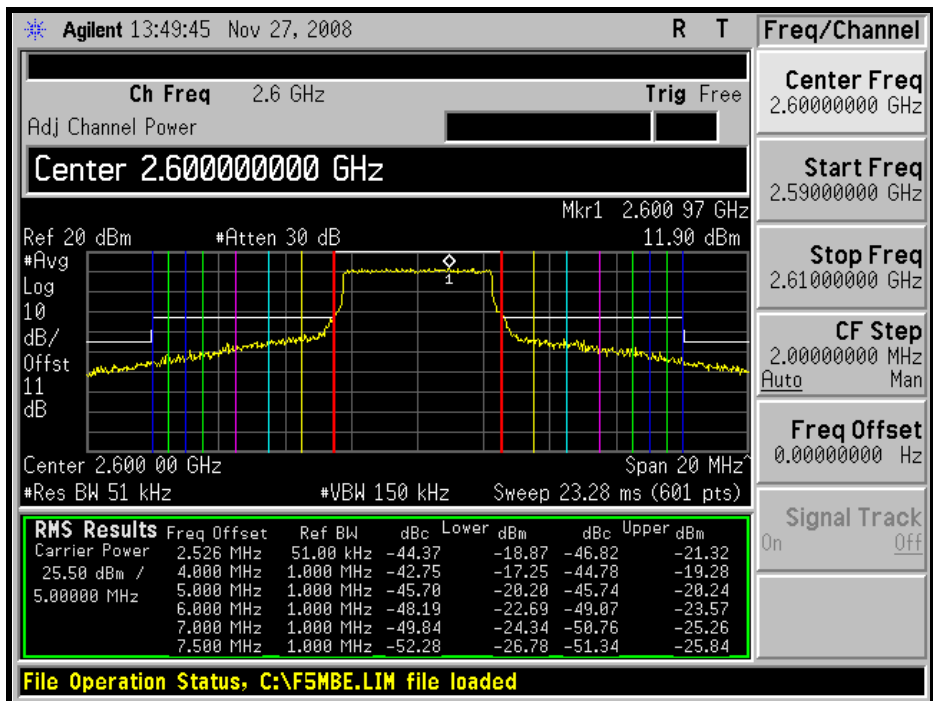 Agilent 13:49:45 Nov 27, 2008 R T
Freq/Channel
Ch Freq 2.6 GHz Trig Free
Adj Channel Power
Center 2.600000000 GHz
Mkr1 2.600 97 GHz
Ref 20 dBm #Atten 30 dB 11.90 dBm
#Avg
Log
10
dB/
Offst
11
dB
1
Center 2.600 00 GHz Span 20 MHz^
#Res BW 51 kHz #VBW 150 kHz Sweep 23.28 ms (601 pts)
RMS Results Freq Offset Ref BW dBc Lower dBm dBc Upper dBm
Carrier Power 2.526 MHz 51.00 kHz -44.37 -18.87 -46.82 -21.32
25.50 dBm / 4.000 MHz 1.000 MHz -42.75 -17.25 -44.78 -19.28
5.00000 MHz 5.000 MHz 1.000 MHz -45.70 -20.20 -45.74 -20.24
6.000 MHz 1.000 MHz -48.19 -22.69 -49.07 -23.57
7.000 MHz 1.000 MHz -49.84 -24.34 -50.76 -25.26
7.500 MHz 1.000 MHz -52.28 -26.78 -51.34 -25.84
File Operation Status, C:\F5MBE.LIM file loaded
Center Freq
2.60000000 GHz
Start Freq
2.59000000 GHz
Stop Freq
2.61000000 GHz
CF Step
2.00000000 MHz
Auto Man
Freq Offset
0.00000000 Hz
Signal Track
On Off